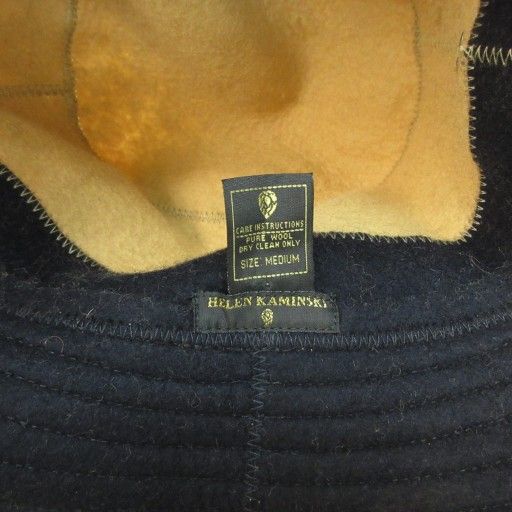 CARE INSTRUCTIONS
PURE WOOL
DRY CLEAN ONLY
SIZE: MEDIUM
HELEN KAMINSKI